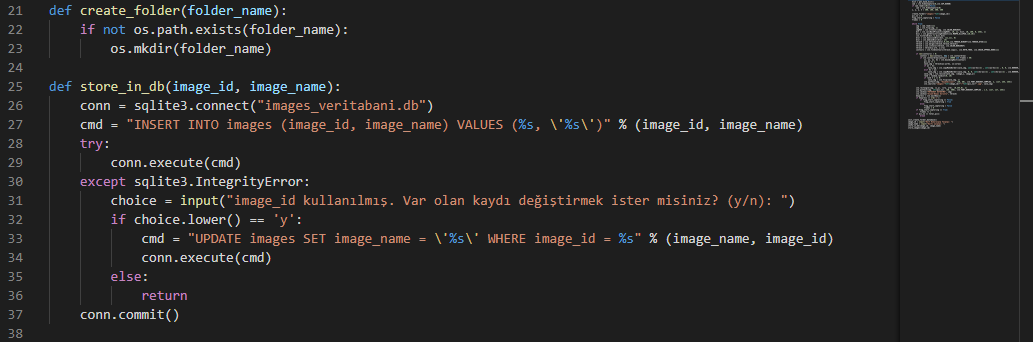 21 def create_folder(folder_name):
22     if not os.path.exists(folder_name):
23         os.mkdir(folder_name)
24
25 def store_in_db(image_id, image_name):
26     conn = sqlite3.connect("images_veritabani.db")
27     cmd = "INSERT INTO images (image_id, image_name) VALUES (%s, \'%s\')" % (image_id, image_name)
28     try:
29         conn.execute(cmd)
30     except sqlite3.IntegrityError:
31         choice = input("image_id kullanılmış. Var olan kaydı değiştirmek ister misiniz? (y/n): ")
32         if choice.lower() == 'y':
33             cmd = "UPDATE images SET image_name = \'%s\' WHERE image_id = %s" % (image_name, image_id)
34             conn.execute(cmd)
35         else:
36             return
37     conn.commit()
38